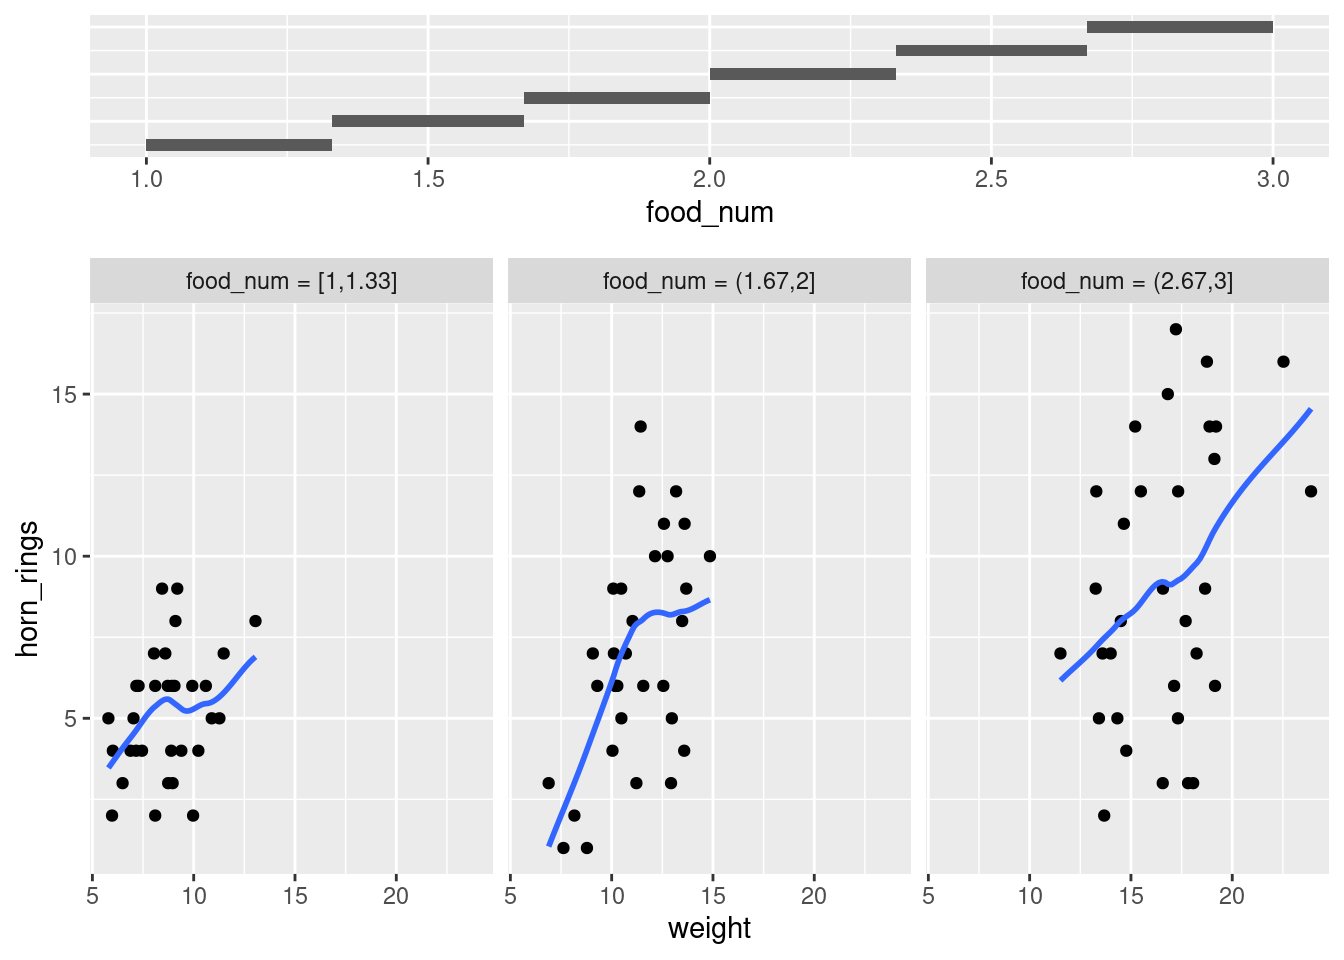 1.0 1.5 2.0 2.5 3.0
food_num
food_num = [1,1.33] food_num = (1.67,2] food_num = (2.67,3]
15
10
5
horn_rings
5 10 15 20 5 10 15 20 5 10 15 20
weight